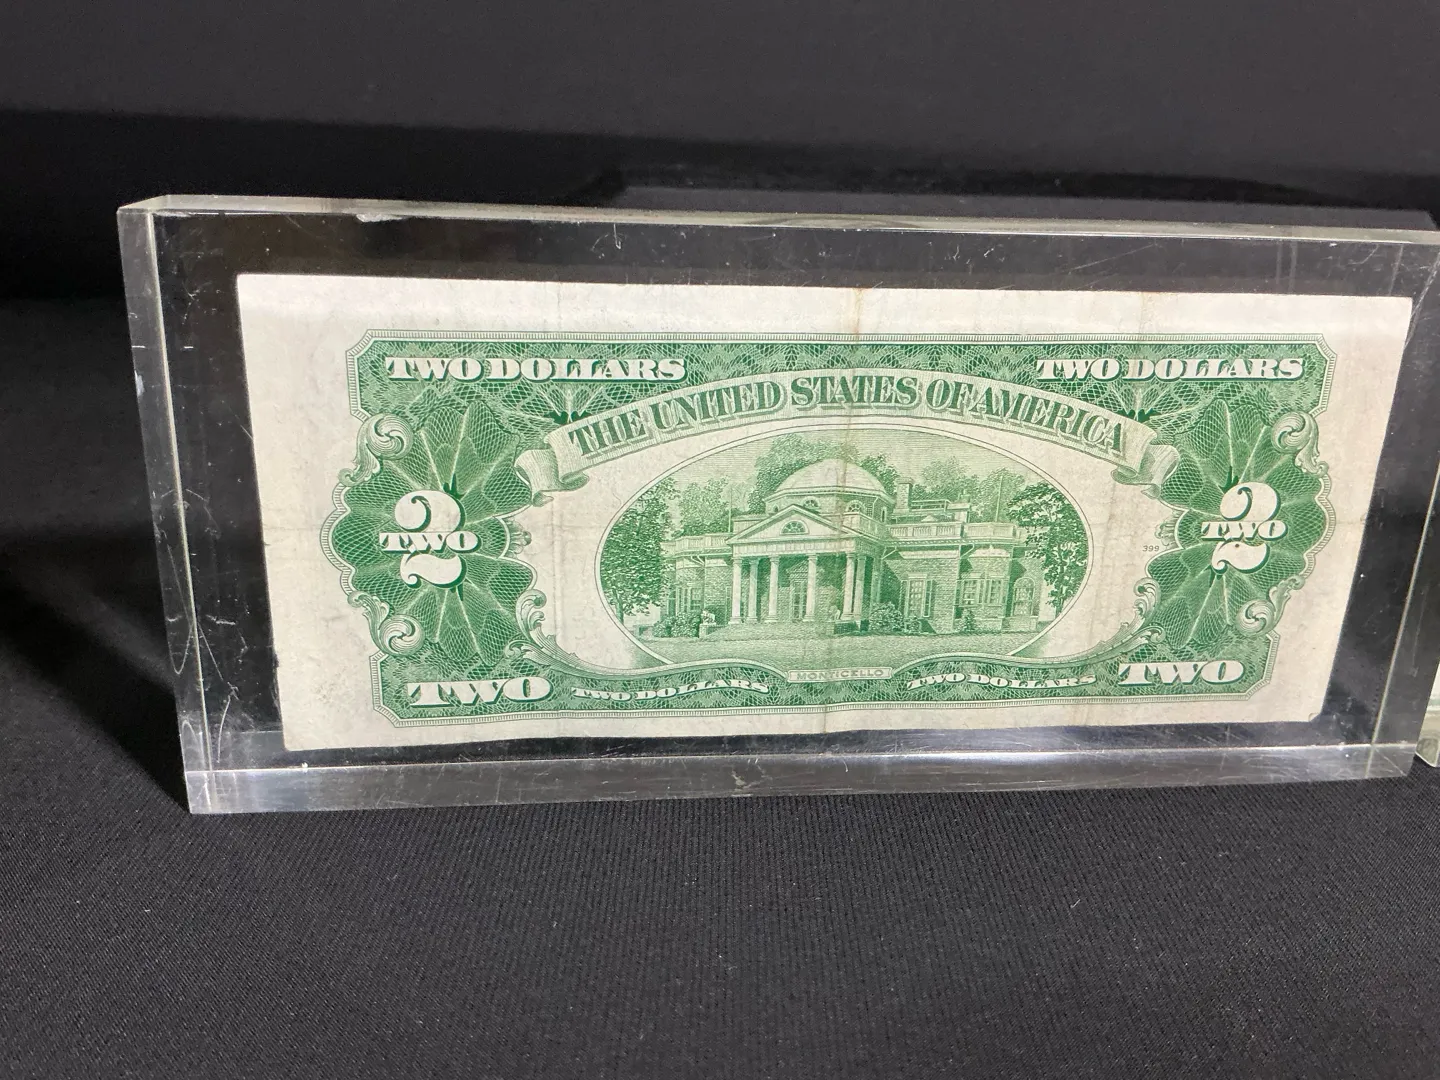 TWO DOLLARS TWO DOLLARS
THE UNITED STATES OF AMERICA
2 2
TWO TWO
399
MONTICELLO
TWO TWO DOLLARS TWO DOLLARS TWO